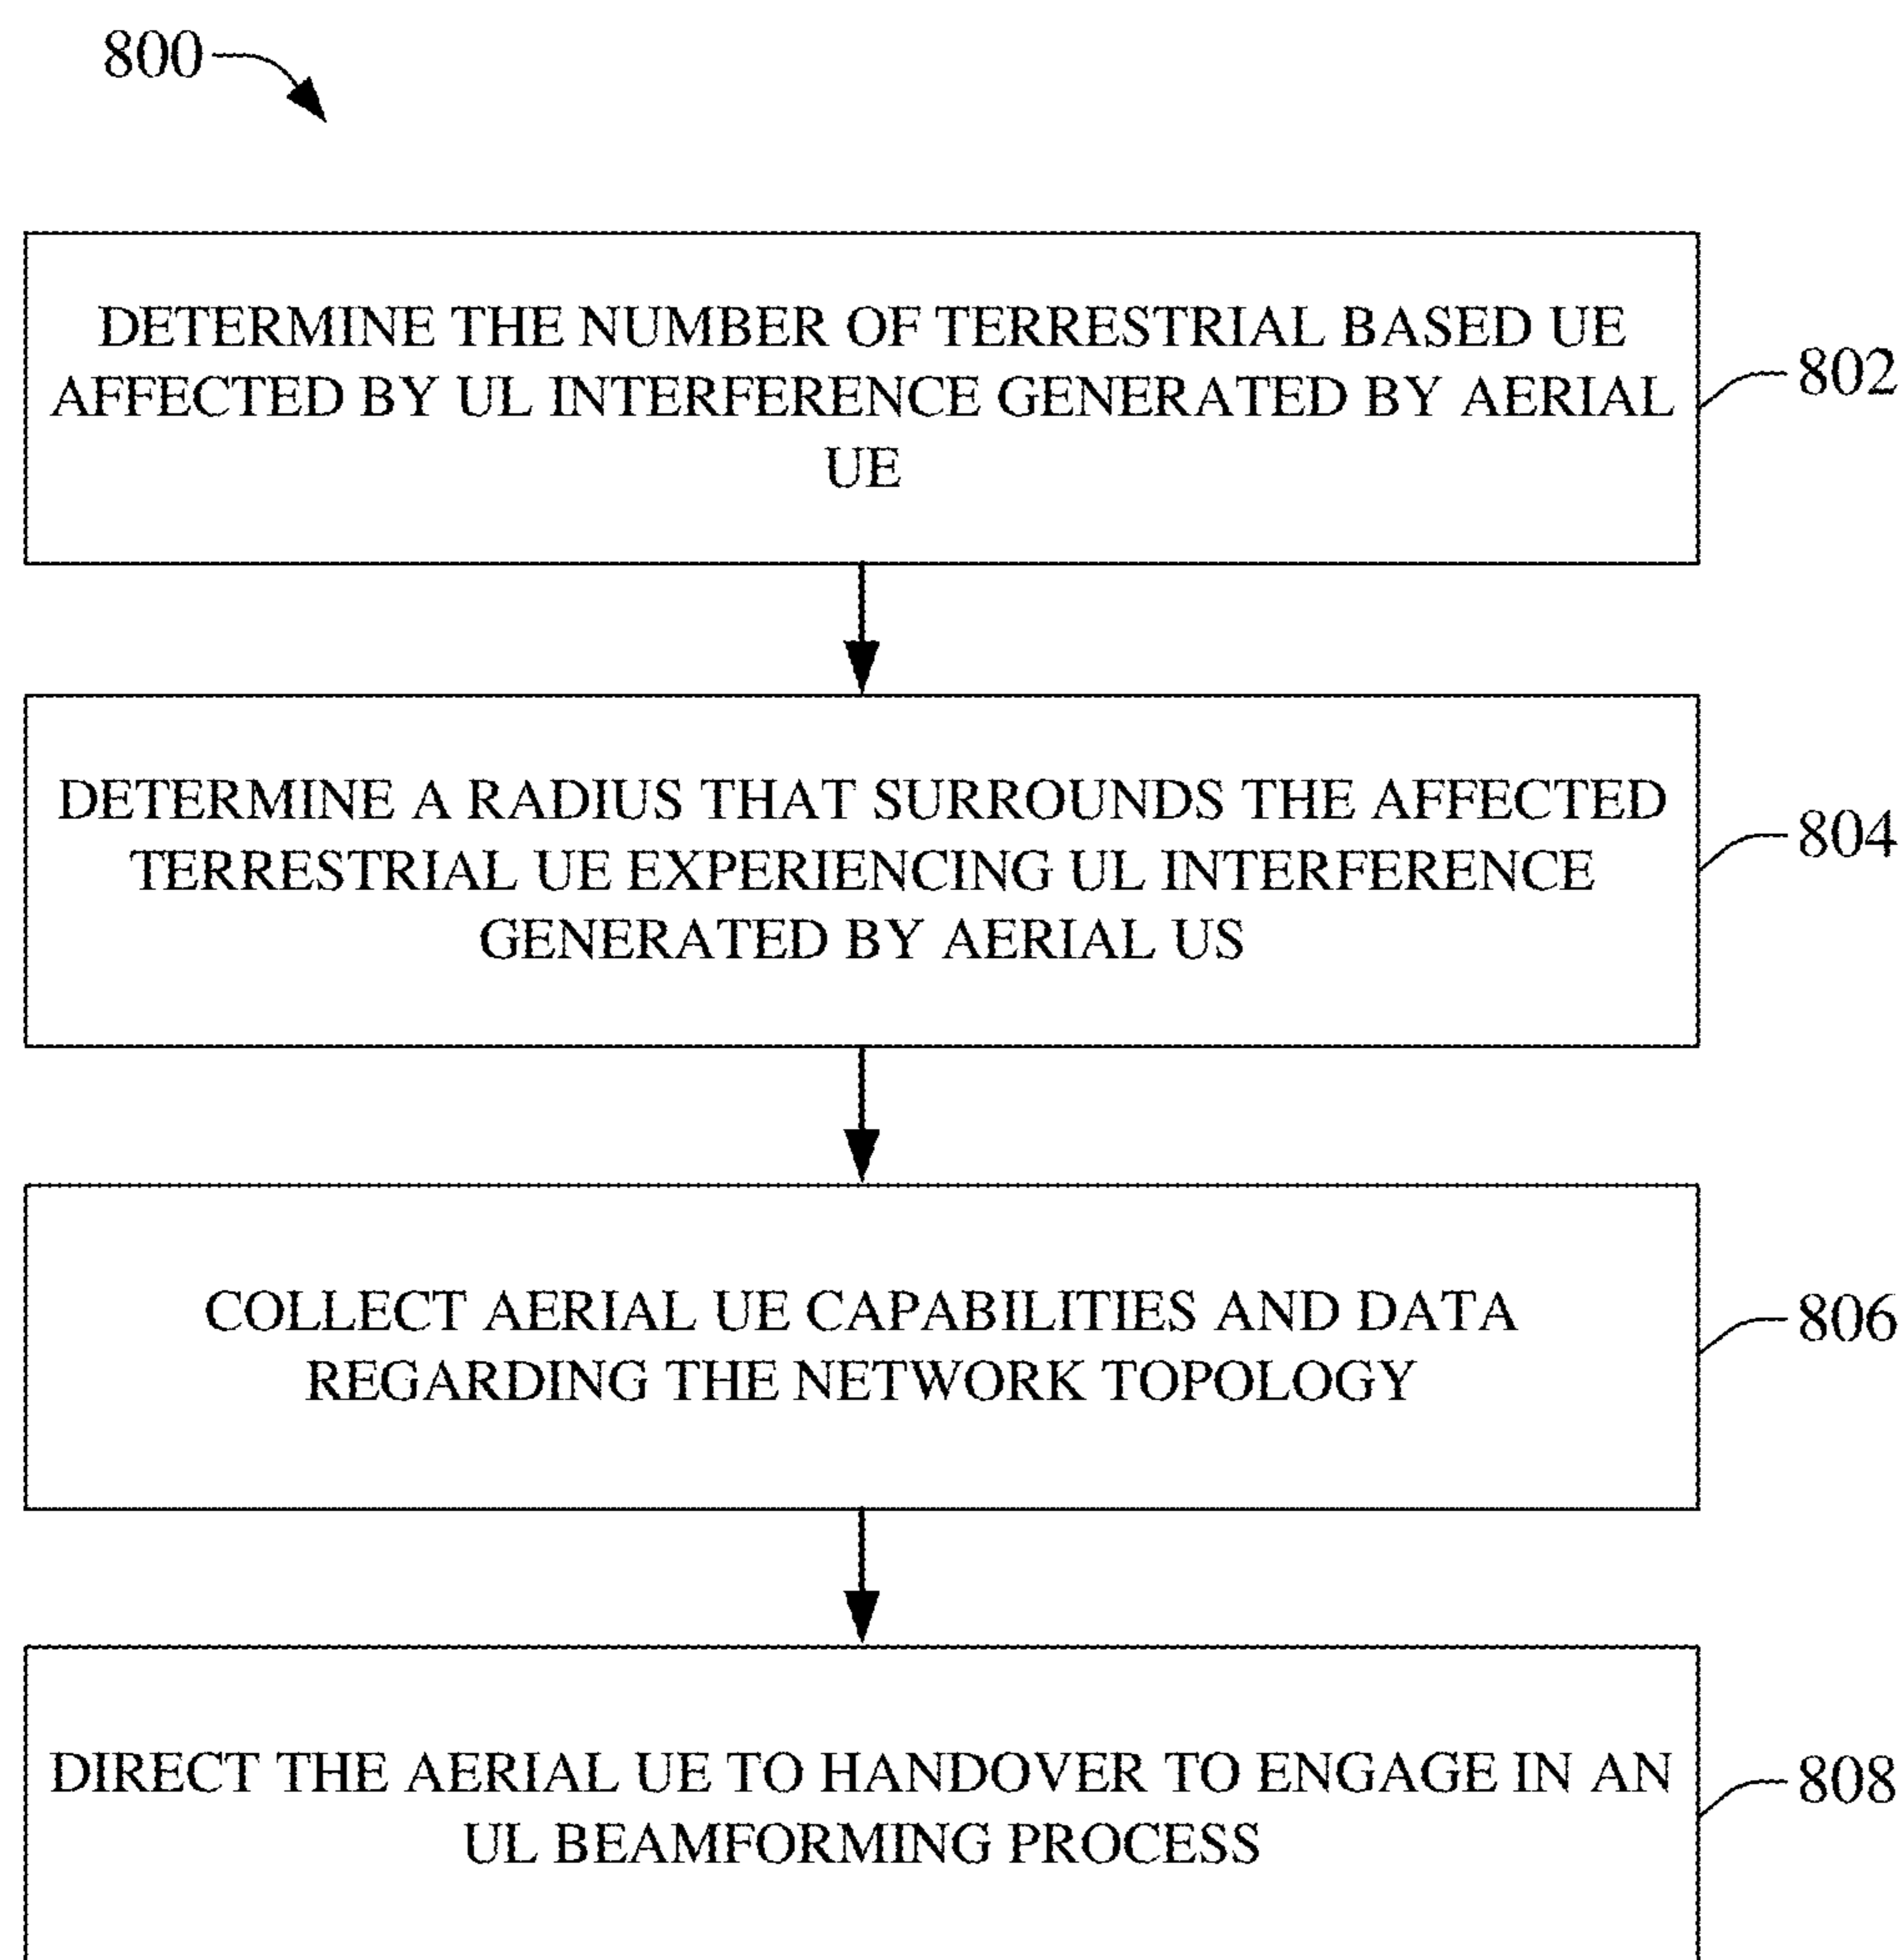 800
DETERMINE THE NUMBER OF TERRESTRIAL BASED UE
AFFECTED BY UL INTERFERENCE GENERATED BY AERIAL
UE
802
DETERMINE A RADIUS THAT SURROUNDS THE AFFECTED
TERRESTRIAL UE EXPERIENCING UL INTERFERENCE
GENERATED BY AERIAL US
804
COLLECT AERIAL UE CAPABILITIES AND DATA
REGARDING THE NETWORK TOPOLOGY
806
DIRECT THE AERIAL UE TO HANDOVER TO ENGAGE IN AN
UL BEAMFORMING PROCESS
808